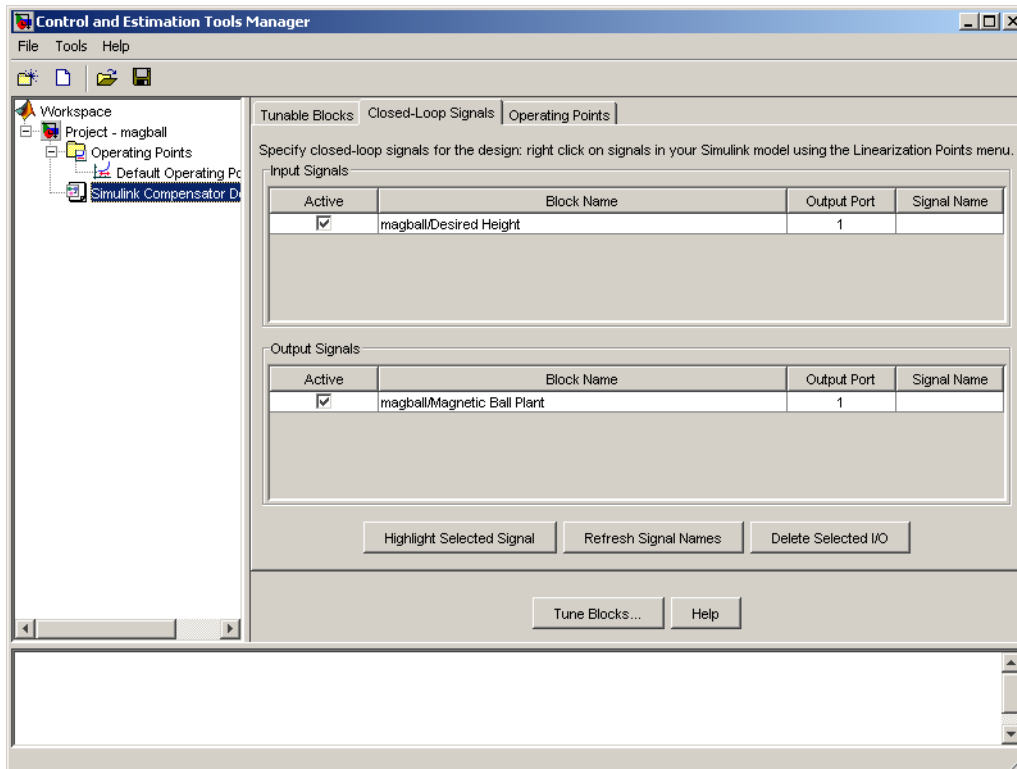 Control and Estimation Tools Manager
File Tools Help
Workspace
Project - magball
Operating Points
Default Operating Po
Simulink Compensator De
Tunable Blocks Closed-Loop Signals Operating Points
Specify closed-loop signals for the design: right click on signals in your Simulink model using the Linearization Points menu.
Input Signals
Active Block Name Output Port Signal Name
magball/Desired Height 1
Output Signals
Active Block Name Output Port Signal Name
magball/Magnetic Ball Plant 1
Highlight Selected Signal Refresh Signal Names Delete Selected I/O
Tune Blocks... Help